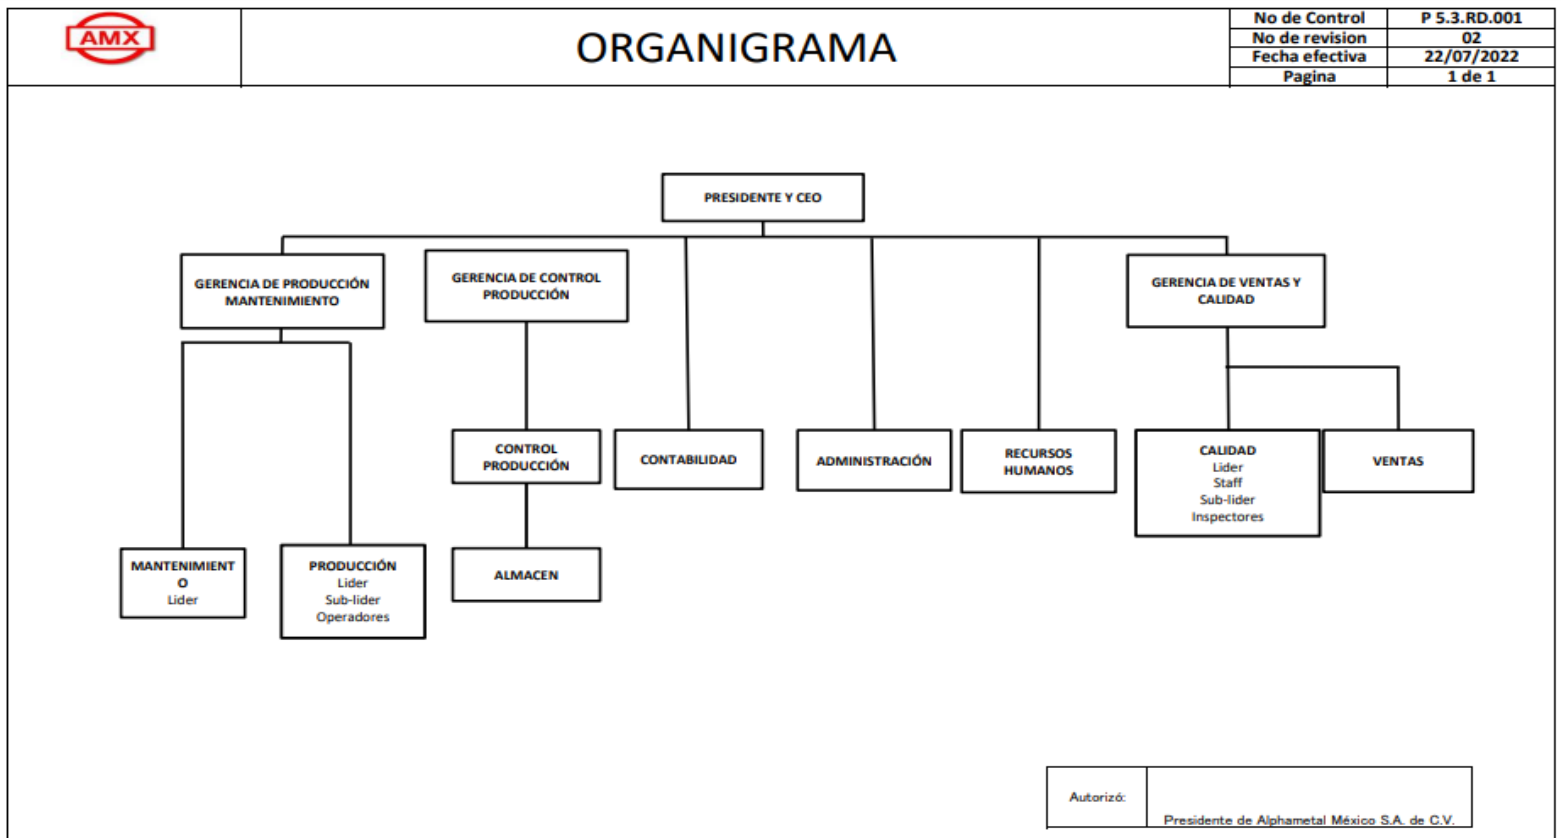 AMX
ORGANIGRAMA
No de Control P 5.3.RD.001
No de revision 02
Fecha efectiva 22/07/2022
Pagina 1 de 1
PRESIDENTE Y CEO
GERENCIA DE PRODUCCIÓN
MANTENIMIENTO
GERENCIA DE CONTROL
PRODUCCIÓN
GERENCIA DE VENTAS Y
CALIDAD
CONTROL
PRODUCCIÓN
CONTABILIDAD
ADMINISTRACIÓN
RECURSOS
HUMANOS
CALIDAD
Lider
Staff
Sub-lider
Inspectores
VENTAS
MANTENIMIENT
O
Lider
PRODUCCIÓN
Lider
Sub-lider
Operadores
ALMACEN
Autorizó:
Presidente de Alphametal México S.A. de C.V.